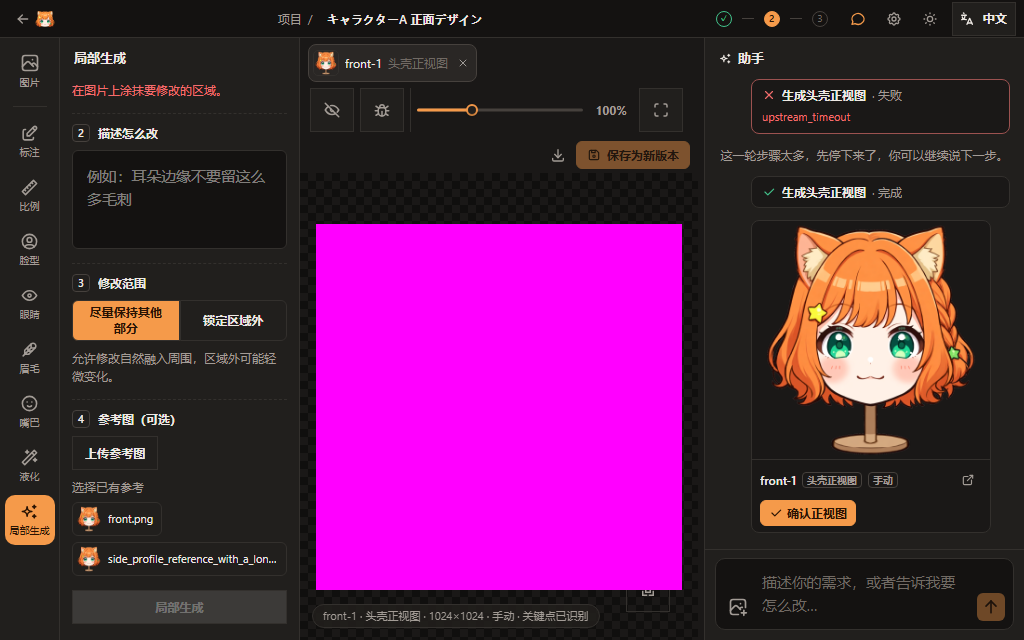 项目 / キャラクターA 正面デザイン
2
3
中文
图片
标注
比例
脸型
眼睛
眉毛
嘴巴
液化
局部生成
局部生成
在图片上涂抹要修改的区域。
2 描述怎么改
例如：耳朵边缘不要留这么
多毛刺
3 修改范围
尽量保持其他
部分
锁定区域外
允许修改自然融入周围，区域外可能轻
微变化。
4 参考图（可选）
上传参考图
选择已有参考
front.png
side_profile_reference_with_a_lon...
局部生成
front-1 头壳正视图
100%
保存为新版本
front-1 · 头壳正视图 · 1024×1024 · 手动 · 关键点已识别
助手
生成头壳正视图 · 失败
upstream_timeout
这一轮步骤太多，先停下来了，你可以继续说下一步。
生成头壳正视图 · 完成
front-1 头壳正视图 手动
确认正视图
描述你的需求，或者告诉我要
怎么改...